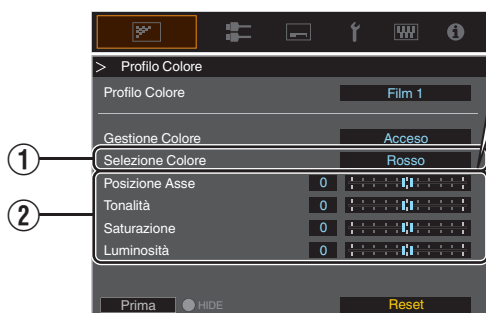 > Profilo Colore
Profilo Colore Film 1
Gestione Colore Acceso
① Selezione Colore Rosso
② Posizione Asse 0
Tonalità 0
Saturazione 0
Luminosità 0
Prima HIDE Reset